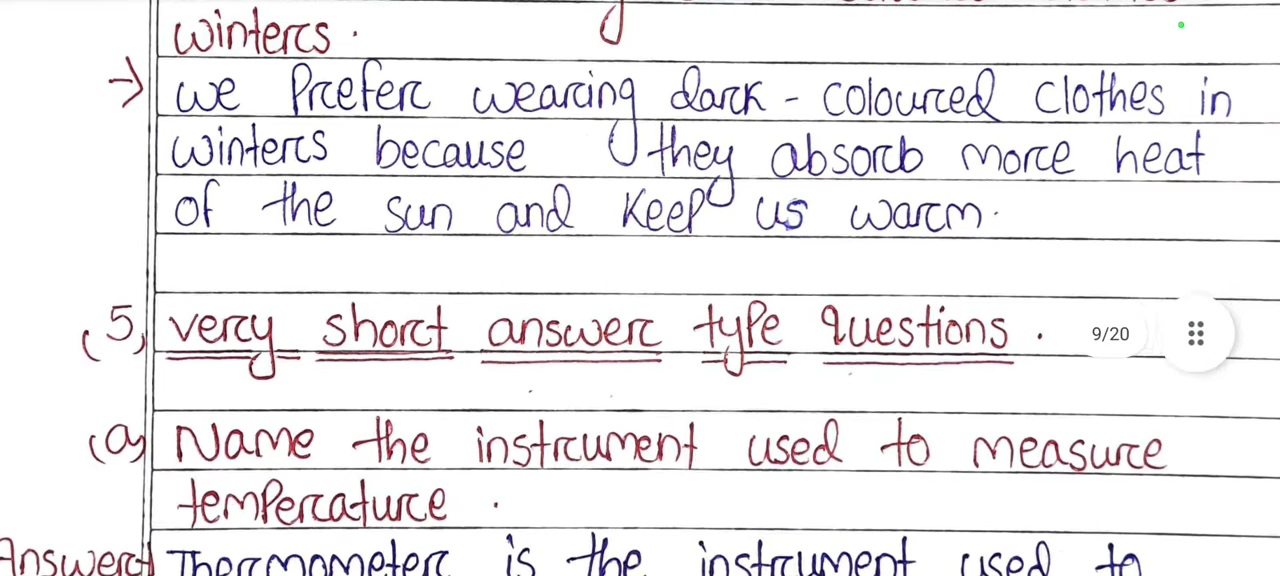 winters.
→ we Prefer wearing dark - coloured clothes in
winters because they absorb more heat
of the sun and Keep us warm.
(5) very short answer type Questions.
9/20
(a) Name the instrument used to measure
temperature.
Answer Thermometer is the instrument used to